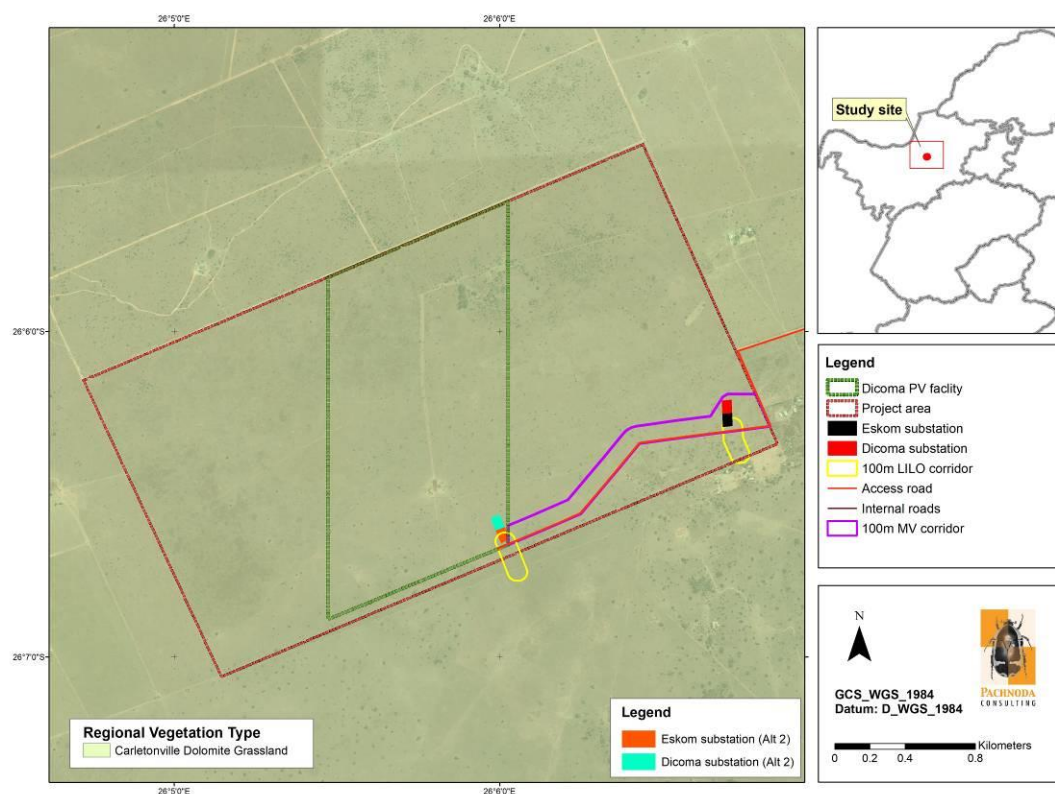 26°5'0"E
26°6'0"E
26°6'0"S
26°7'0"S
26°5'0"E
26°6'0"E
Regional Vegetation Type
Carletonville Dolomite Grassland
Legend
Eskom substation (Alt 2)
Dicoma substation (Alt 2)
Study site
Legend
Dicoma PV facility
Project area
Eskom substation
Dicoma substation
100m LILO corridor
Access road
Internal roads
100m MV corridor
N
GCS_WGS_1984
Datum: D_WGS_1984
PACHNODA
CONSULTING
Kilometers
0 0.2 0.4 0.8